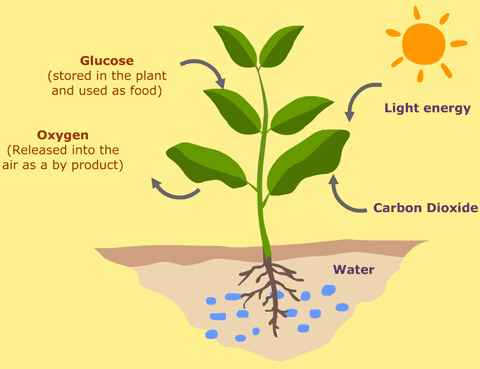 Glucose
(stored in the plant
and used as food)
Light energy
Oxygen
(Released into the
air as a by product)
Carbon Dioxide
Water